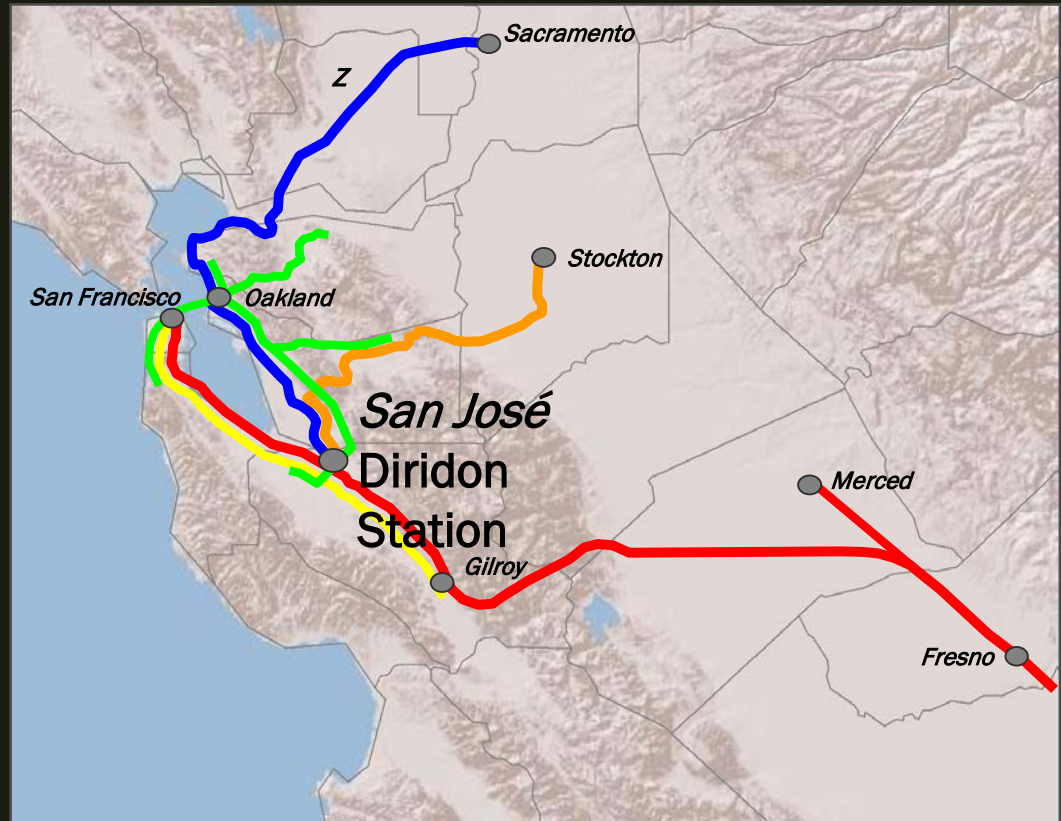 Sacramento
Z
Stockton
San Francisco
Oakland
San José
Diridon
Station
Merced
Gilroy
Fresno